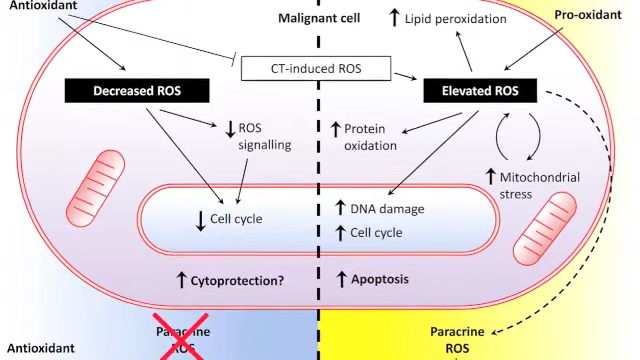 Antioxidant
Malignant cell
Lipid peroxidation
Pro-oxidant
CT-induced ROS
Decreased ROS
Elevated ROS
ROS
signalling
Protein
oxidation
Mitochondrial
stress
Cell cycle
DNA damage
Cell cycle
Cytoprotection?
Apoptosis
Antioxidant
Paracrine
ROS
Paracrine
ROS